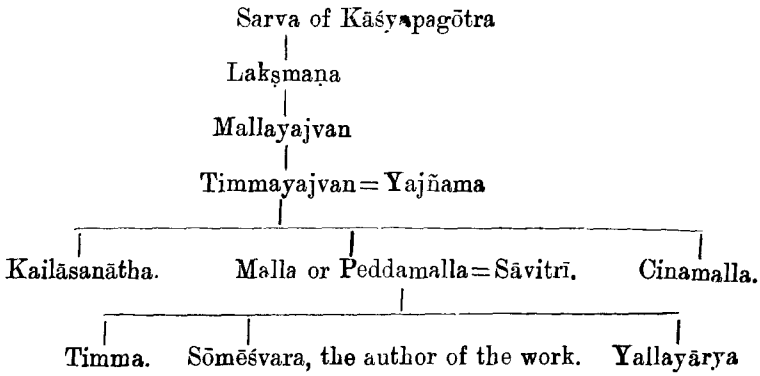 Sarva of Kāśyapagōtra
Lakṣmaṇa
Mallayajvan
Timmayajvan=Yajñama
Kailāsanātha. Malla or Peddamalla=Sāvitrī. Cinamalla.
Timma. Sōmēśvara, the author of the work. Yallayārya